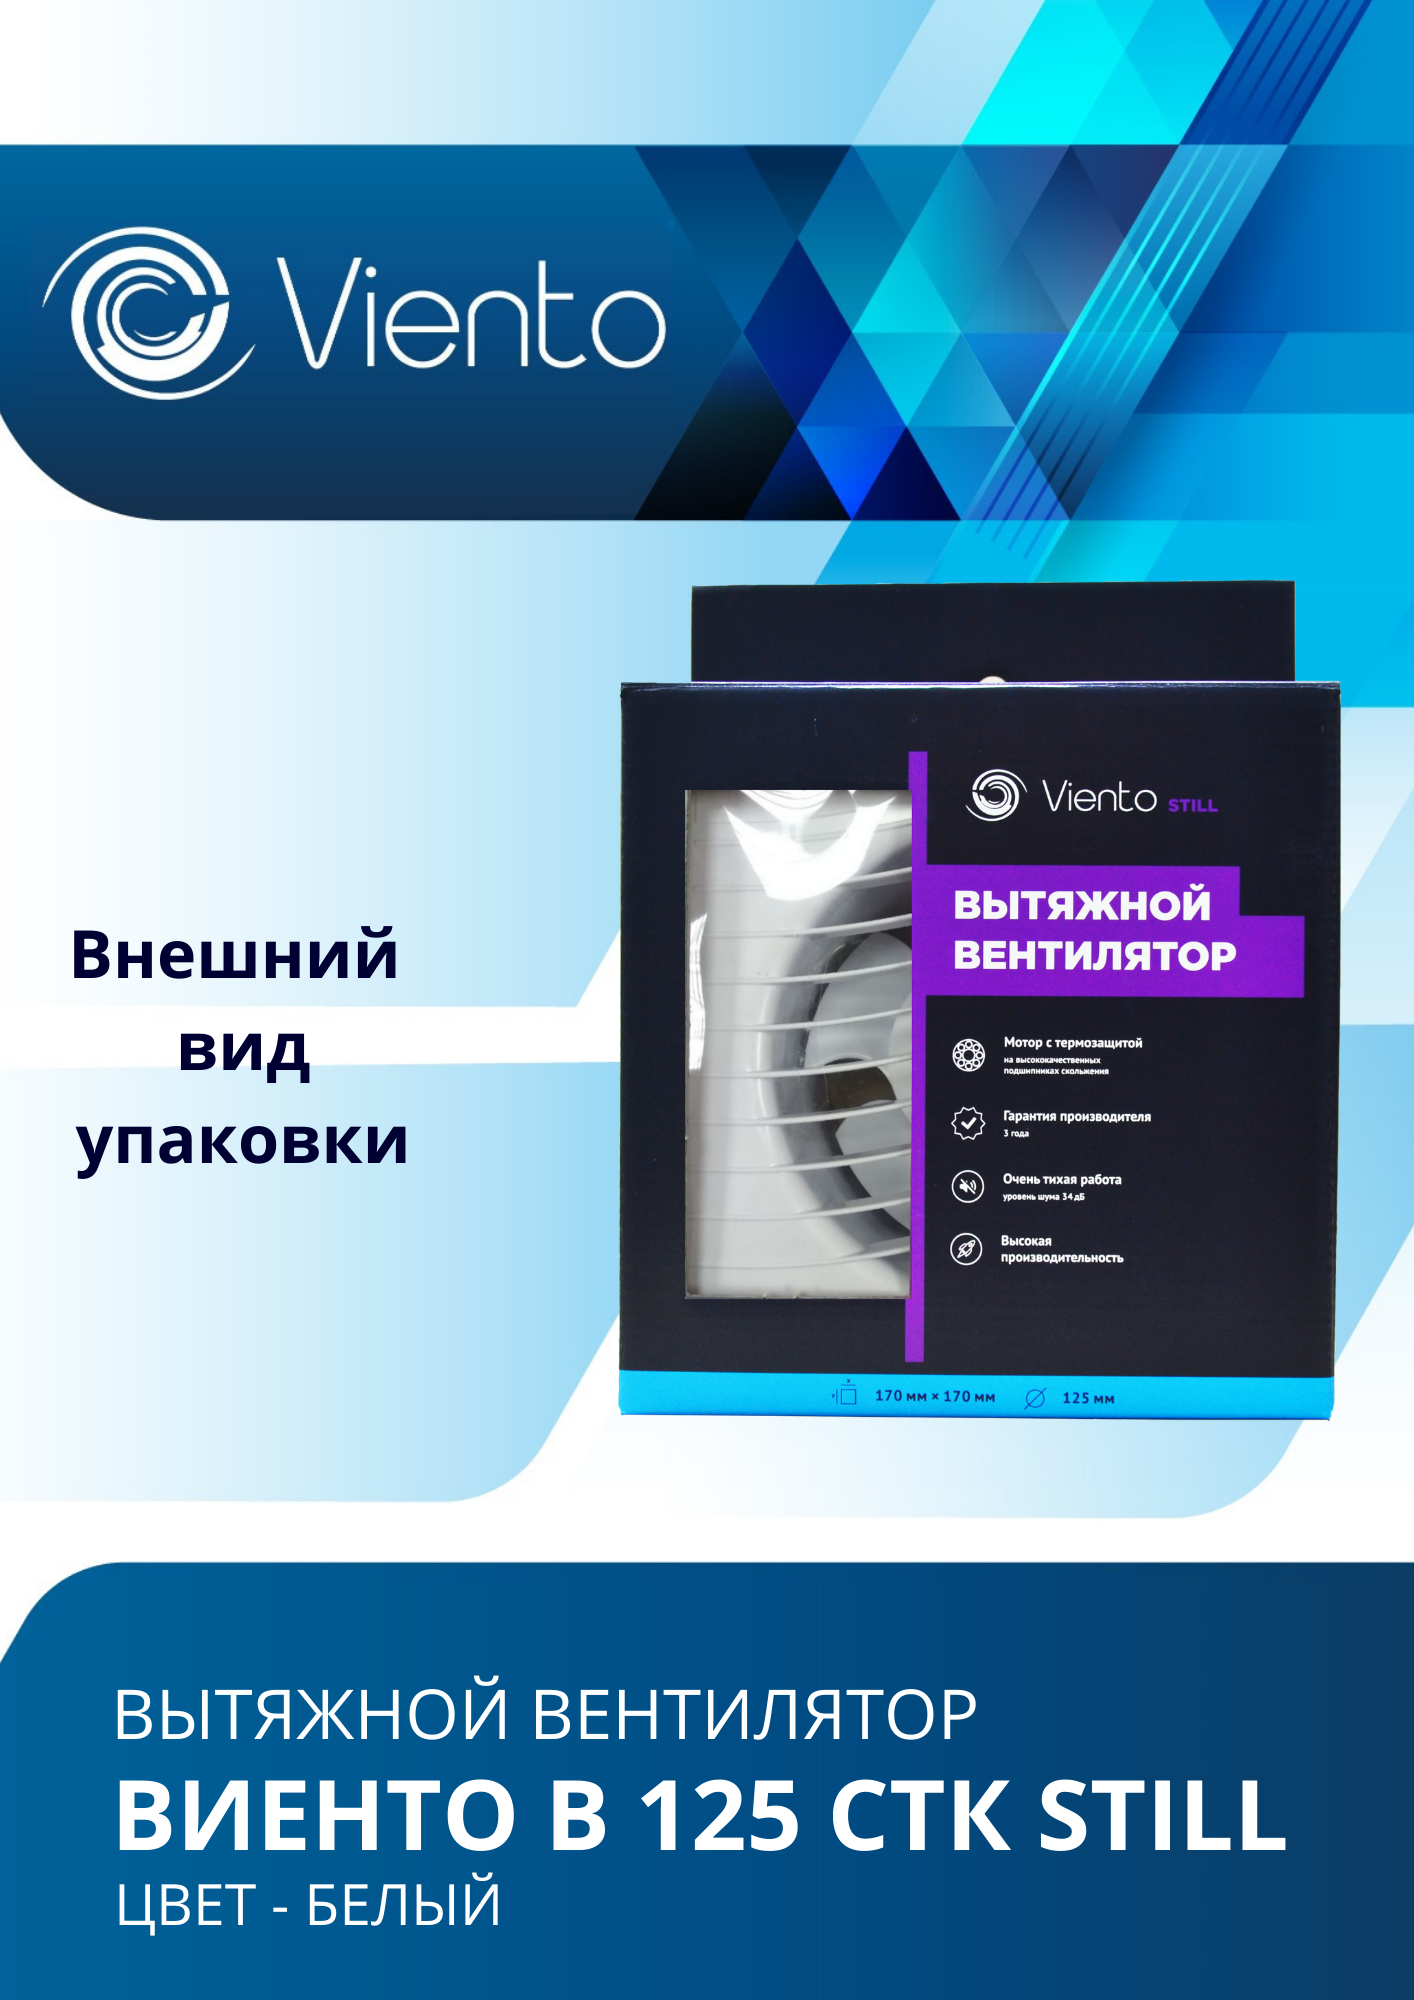 Viento
Внешний
вид
упаковки
Viento STILL
ВЫТЯЖНОЙ
ВЕНТИЛЯТОР
Мотор с термозащитой
на высококачественных
подшипниках скольжения
Гарантия производителя
3 года
Очень тихая работа
уровень шума 34 дБ
Высокая
производительность
X
Y
170 мм × 170 мм
125 мм
ВЫТЯЖНОЙ ВЕНТИЛЯТОР
ВИЕНТО В 125 СТК STILL
ЦВЕТ - БЕЛЫЙ